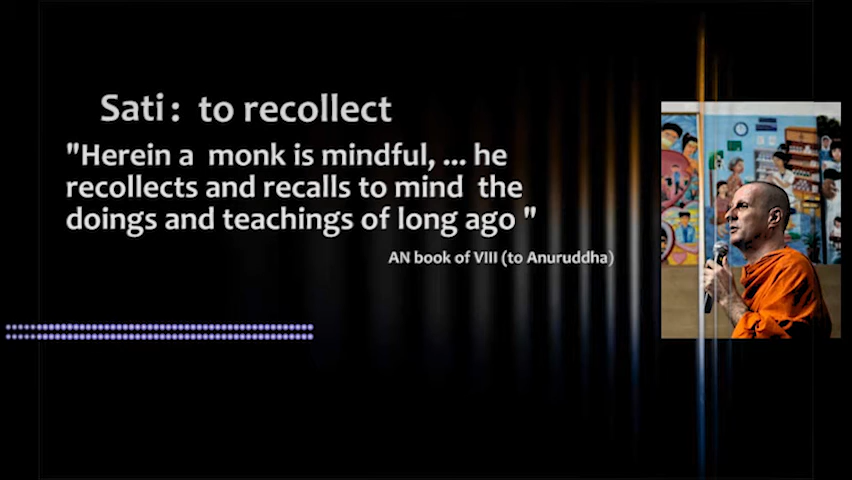 Sati: to recollect
"Herein a monk is mindful, ... he
recollects and recalls to mind the
doings and teachings of long ago "
AN book of VIII (to Anuruddha)